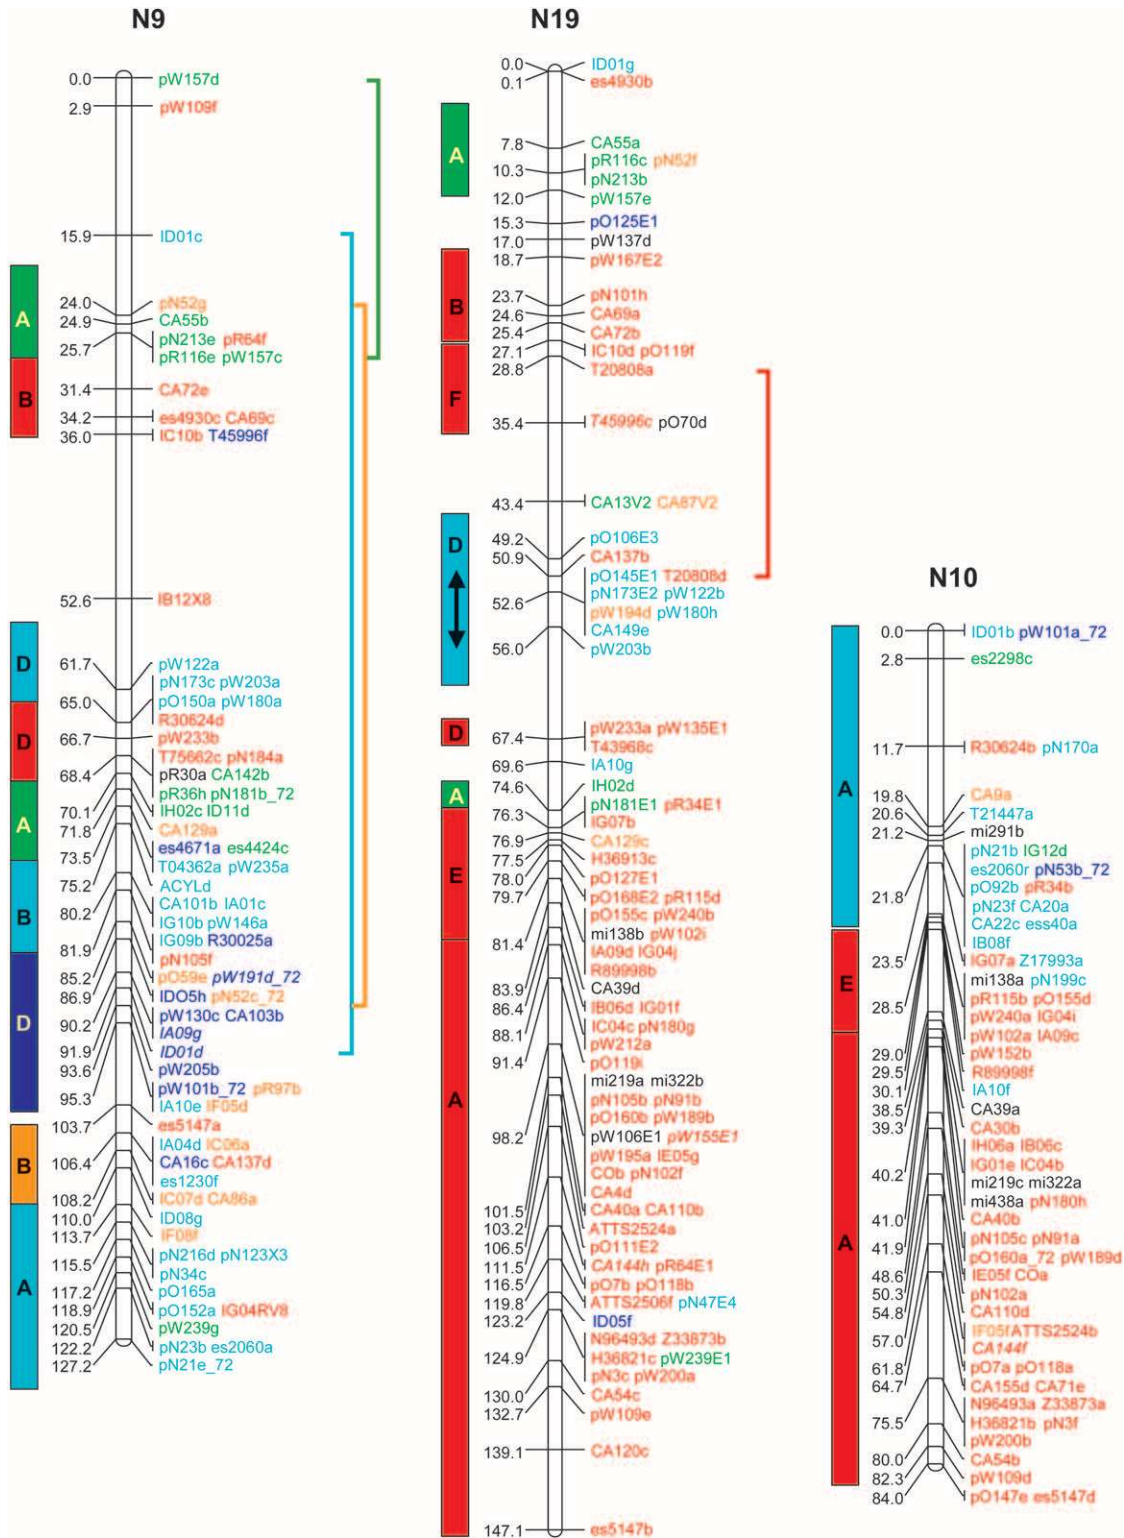 N9
0.0 pW157d
2.9 pW109f
15.9 ID01c
24.0 pN52g
24.9 CA55b
pN213e pR64f
25.7
pR116e pW157c
31.4 CA72e
34.2 es4930c CA69c
36.0 IC10b T45996f
52.6 IB12X8
61.7 pW122a
pN173c pW203a
65.0 pO150a pW180a
R30624d
66.7 pW233b
T75662c pN184a
68.4 pR30a CA142b
pR36h pN181b_72
70.1 IH02c ID11d
71.8 CA129a
73.5 es4671a es4424c
T04362a pW235a
75.2 ACYLd
80.2 CA101b IA01c
IG10b pW146a
81.9 IG09b R30025a
pN105f
85.2 pO59e pW191d_72
86.9 IDO5h pN52c_72
90.2 pW130c CA103b
IA09g
91.9 ID01d
93.6 pW205b
95.3 pW101b_72 pR97b
IA10e IF05d
103.7 es5147a
106.4 IA04d IC06a
CA16c CA137d
es1230f
108.2 IC07d CA86a
110.0 ID08g
113.7 IF08f
115.5 pN216d pN123X3
pN34c
117.2 pO165a
118.9 pO152a IG04RV8
120.5 pW239g
122.2 pN23b es2060a
127.2 pN21e_72
A
B
D
D
A
B
D
B
A
N19
0.0 ID01g
0.1 es4930b
7.8 CA55a
10.3 pR116c pN52f
pN213b
12.0 pW157e
15.3 pO125E1
17.0 pW137d
18.7 pW167E2
23.7 pN101h
24.6 CA69a
25.4 CA72b
27.1 IC10d pO119f
28.8 T20808a
35.4 T45996c pO70d
43.4 CA13V2 CA87V2
49.2 pO106E3
50.9 CA137b
pO145E1 T20808d
52.6 pN173E2 pW122b
pW194d pW180h
CA149e
56.0 pW203b
67.4 pW233a pW135E1
T43968c
69.6 IA10g
74.6 IH02d
76.3 pN181E1 pR34E1
IG07b
76.9 CA129c
77.5 H36913c
78.0 pO127E1
79.7 pO168E2 pR115d
pO155c pW240b
81.4 mi138b pW102i
IA09d IG04j
R89998b
83.9 CA39d
86.4 IB06d IG01f
88.1 IC04c pN180g
pW212a
91.4 pO119i
mi219a mi322b
pN105b pN91b
pO160b pW189b
98.2 pW106E1 pW155E1
pW195a IE05g
COb pN102f
CA4d
101.5 CA40a CA110b
103.2 ATTS2524a
106.5 pO111E2
111.5 CA144h pR64E1
116.5 pO7b pO118b
119.8 ATTS2506f pN47E4
123.2 ID05f
N96493d Z33873b
124.9 H36821c pW239E1
pN3c pW200a
130.0 CA54c
132.7 pW109e
139.1 CA120c
147.1 es5147b
A
B
F
D
D
A
E
A
N10
0.0 ID01b pW101a_72
2.8 es2298c
11.7 R30624b pN170a
19.8 CA9a
20.6 T21447a
21.2 mi291b
pN21b IG12d
es2060r pN53b_72
21.8 pO92b pR34b
pN23f CA20a
CA22c ess40a
IB08f
23.5 IG07a Z17993a
mi138a pN199c
28.5 pR115b pO155d
pW240a IG04i
pW102a IA09c
29.0 pW152b
29.5 R89998f
30.1 IA10f
38.5 CA39a
39.3 CA30b
IH06a IB06c
40.2 IG01e IC04b
mi219c mi322a
mi438a pN180h
41.0 CA40b
41.9 pN105c pN91a
pO160a_72 pW189d
48.6 IE05f COa
50.3 pN102a
54.8 CA110d
57.0 IF05fATTS2524b
CA144f
61.8 pO7a pO118a
64.7 CA155d CA71e
N96493a Z33873a
75.5 H36821b pN3f
pW200b
80.0 CA54b
82.3 pW109d
84.0 pO147e es5147d
A
E
A